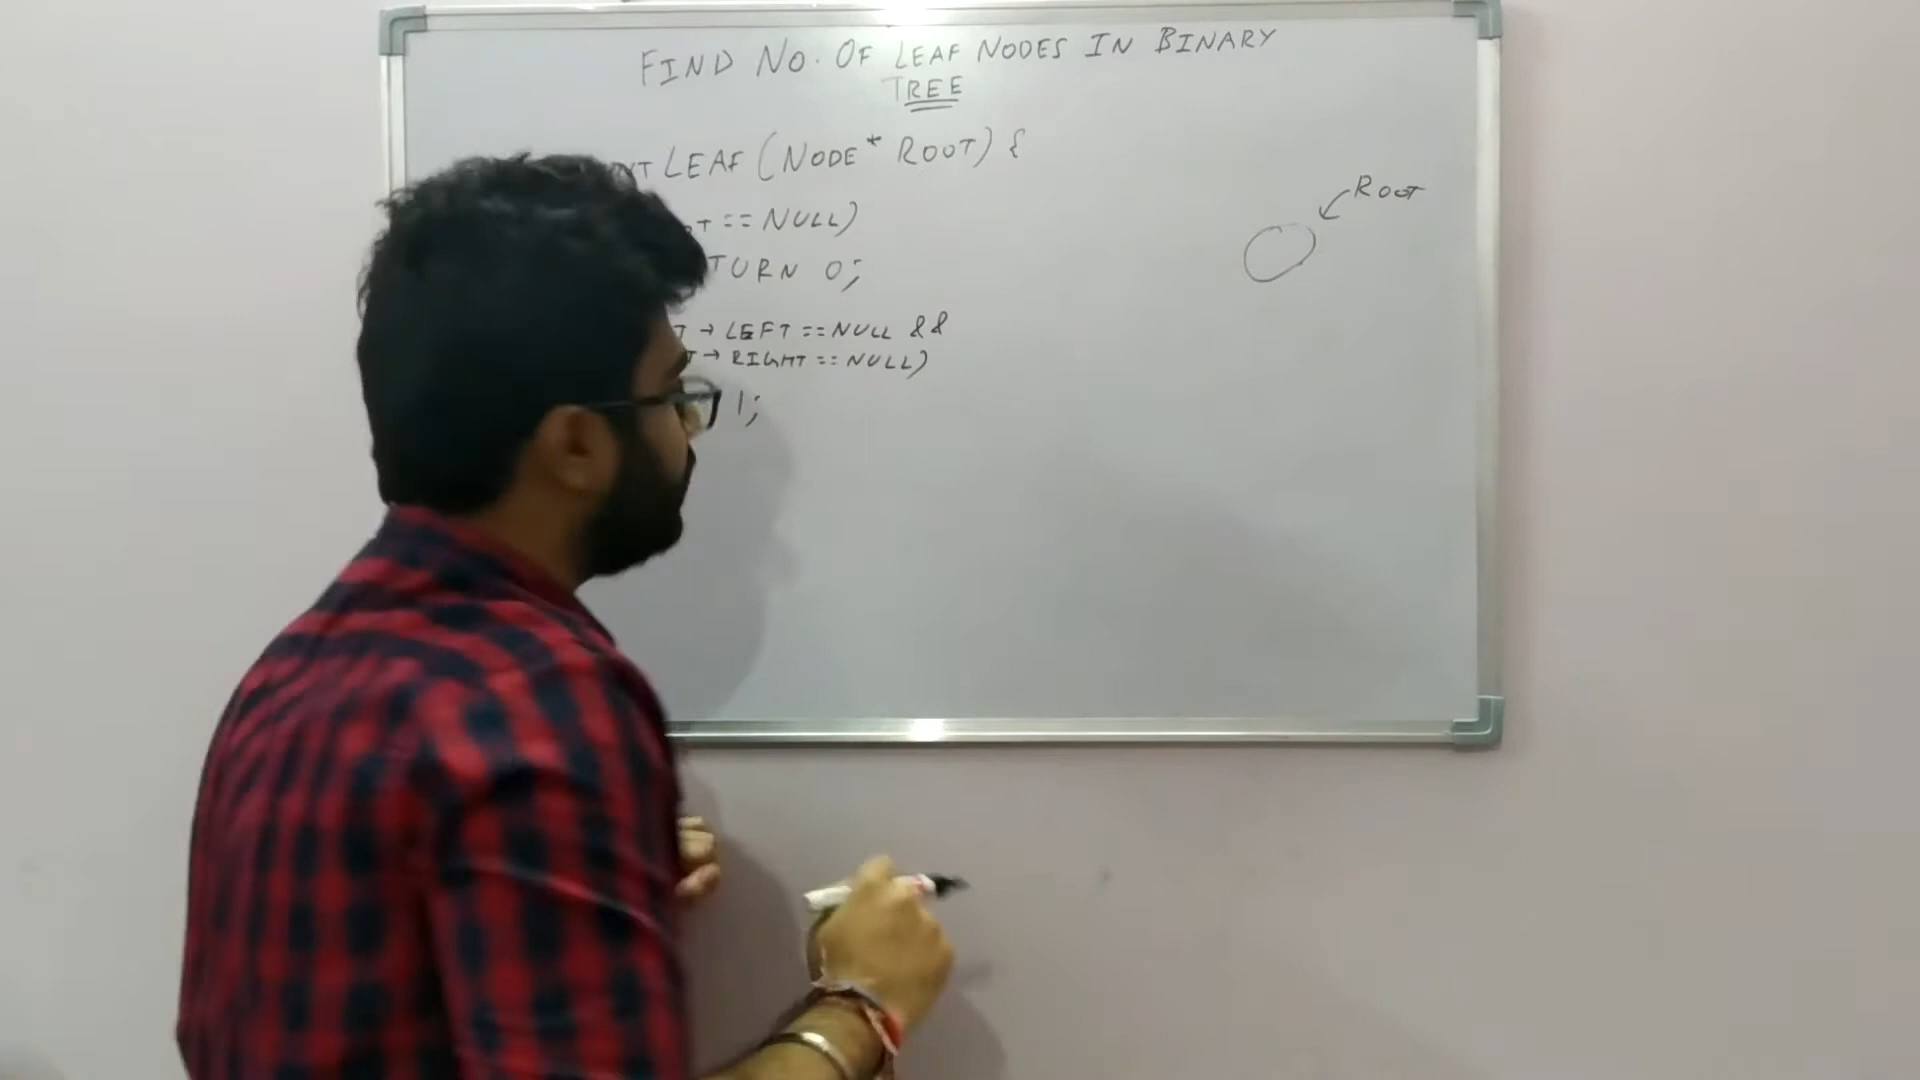 FIND NO. OF LEAF NODES IN BINARY
TREE
LEAF (NODE* ROOT) {
ROOT
== NULL)
TURN 0;
→ LEFT == NULL &&
→ RIGHT == NULL)
1;